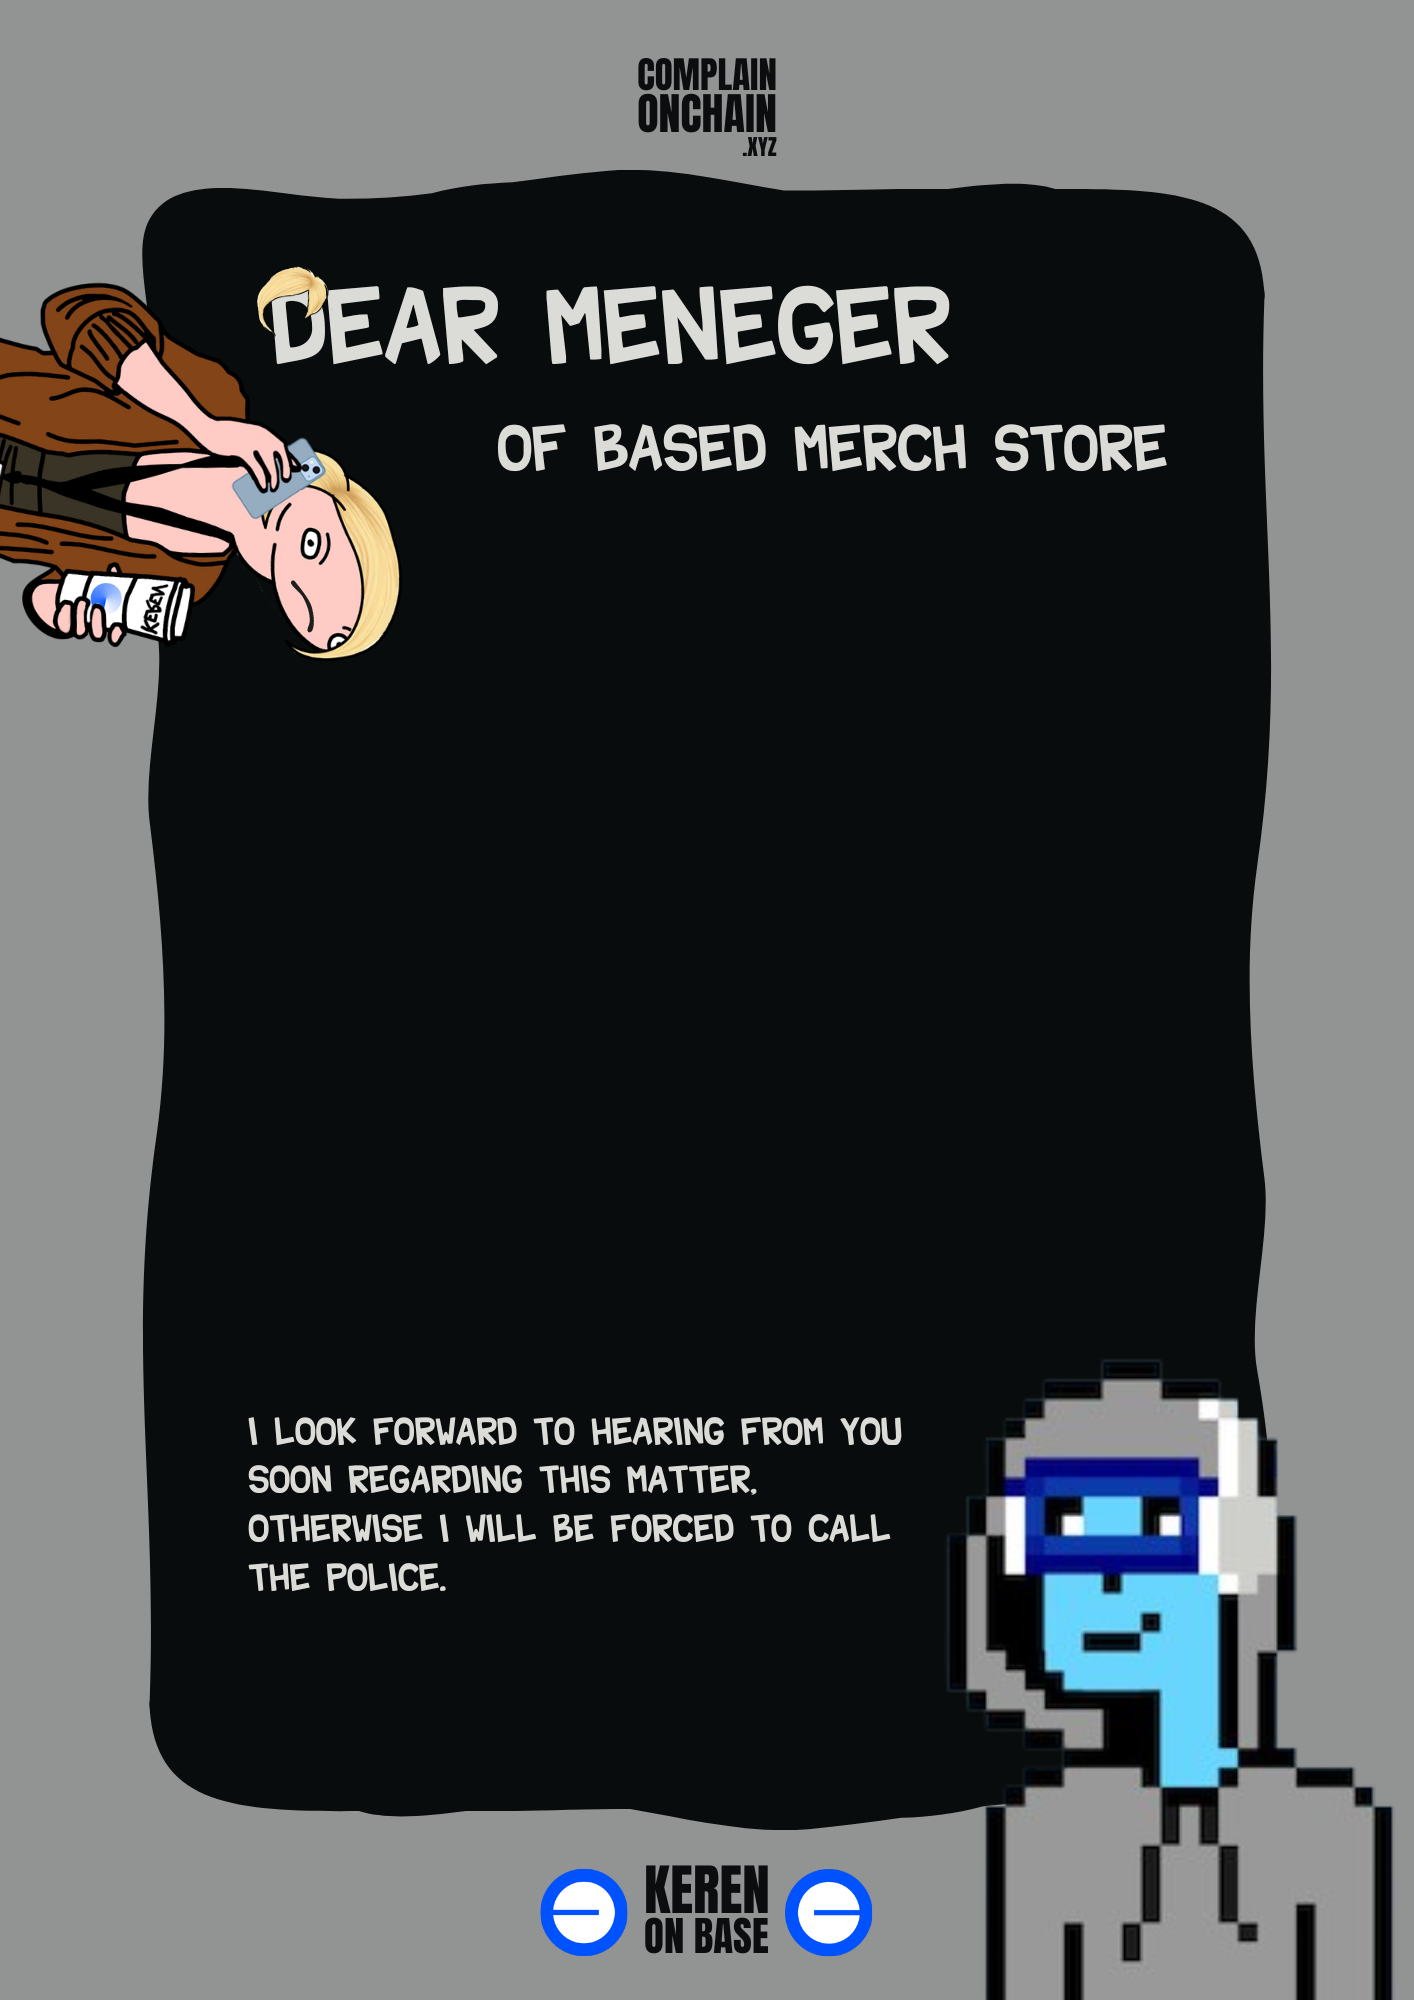 COMPLAIN
ONCHAIN
.XYZ
DEAR MENEGER
OF BASED MERCH STORE
KEREN
I LOOK FORWARD TO HEARING FROM YOU
SOON REGARDING THIS MATTER.
OTHERWISE I WILL BE FORCED TO CALL
THE POLICE.
KEREN
ON BASE